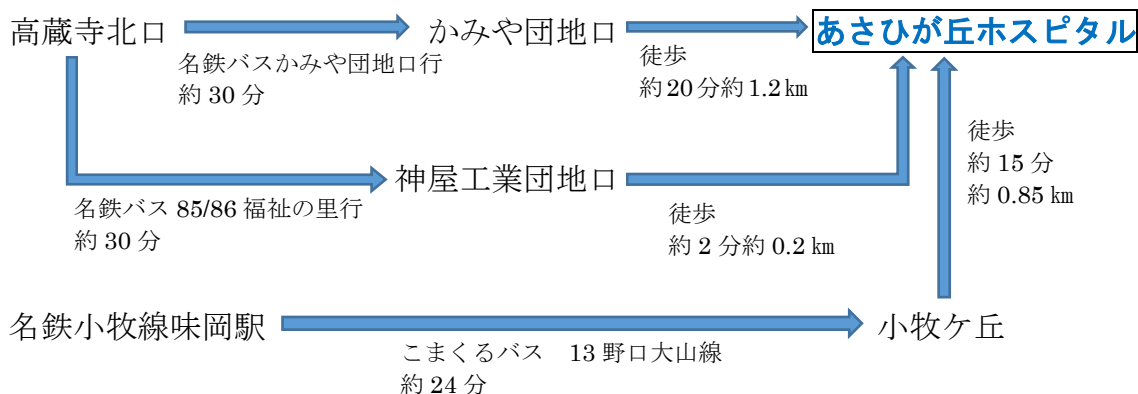 高蔵寺北口
かみや団地口
あさひが丘ホスピタル
名鉄バスかみや団地口行
約 30 分
徒歩
約20分約1.2㎞
徒歩
約 15 分
約 0.85 ㎞
神屋工業団地口
名鉄バス 85/86 福祉の里行
約 30 分
徒歩
約 2 分約 0.2 ㎞
名鉄小牧線味岡駅
小牧ケ丘
こまくるバス　13 野口大山線
約 24 分